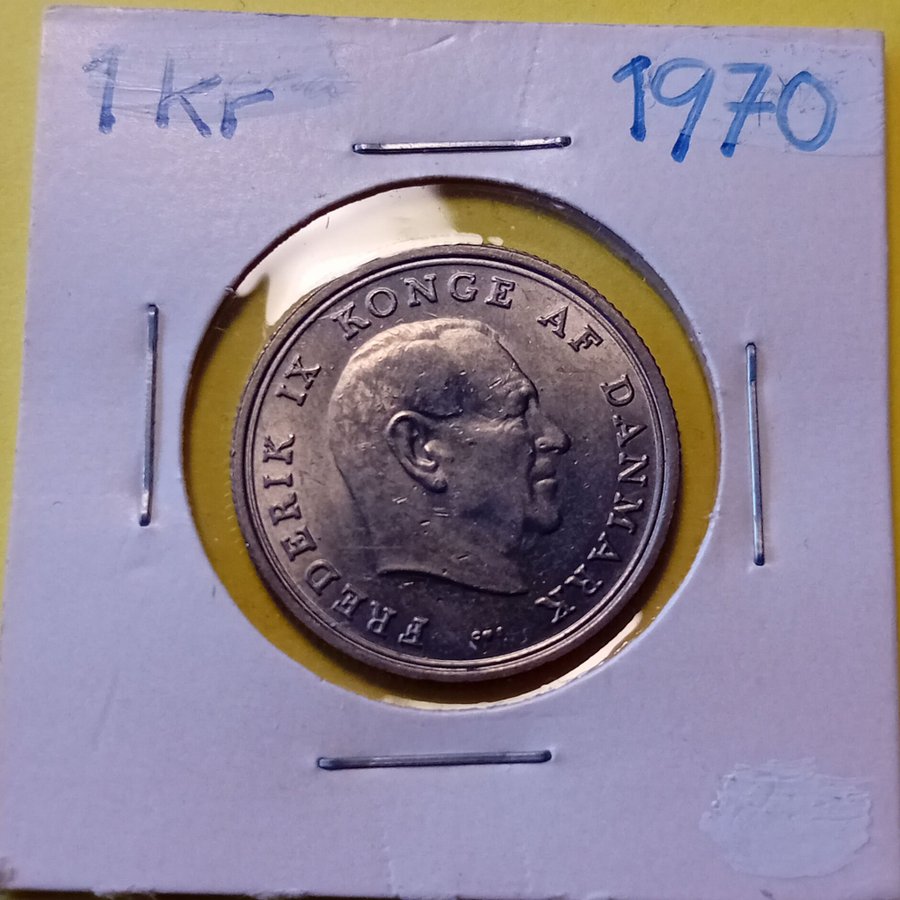 1 Kr 1970
FREDERIK IX KONGE AF DANMARK